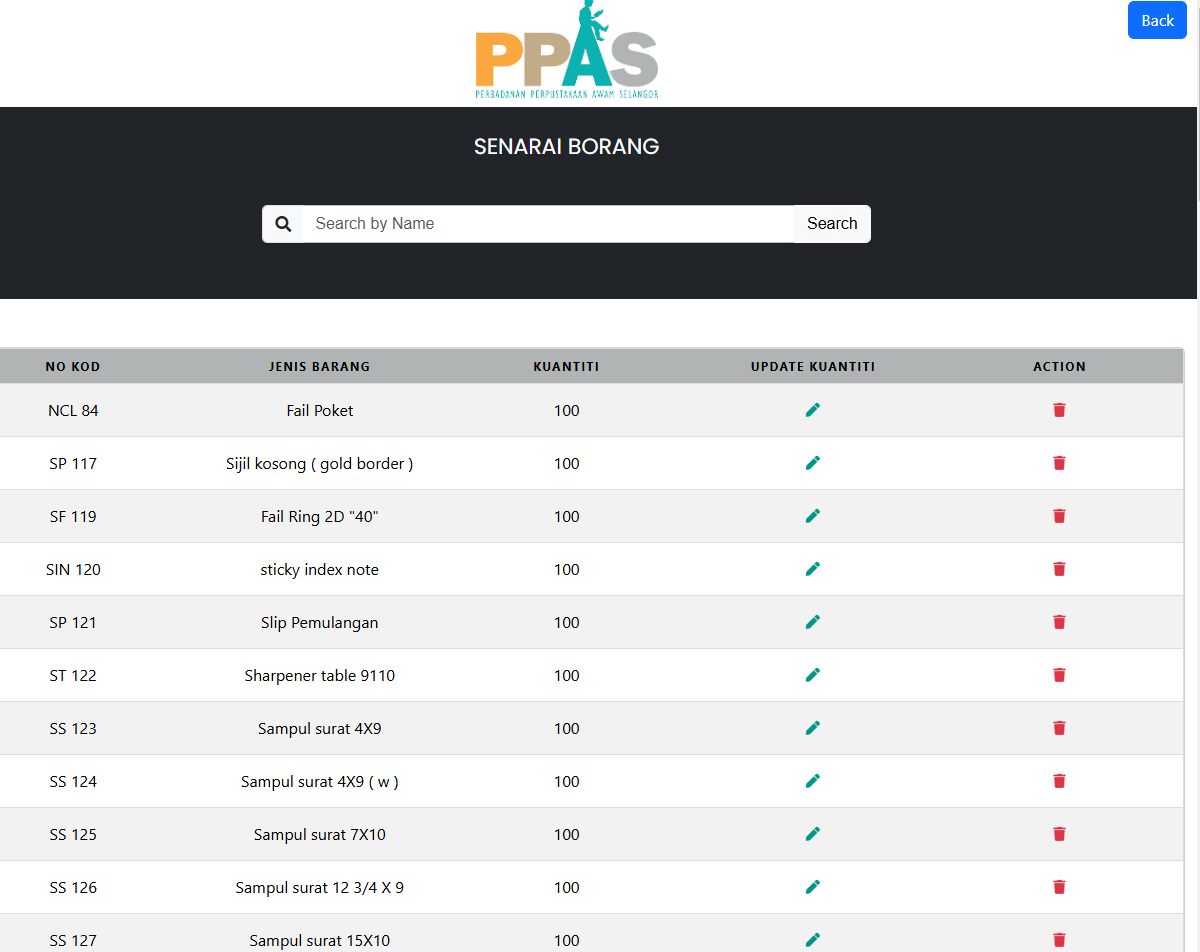 Back
PPAS
PERBADANAN PERPUSTAKAAN AWAM SELANGOR
SENARAI BORANG
Search by Name Search
NO KOD JENIS BARANG KUANTITI UPDATE KUANTITI ACTION
NCL 84 Fail Poket 100
SP 117 Sijil kosong ( gold border ) 100
SF 119 Fail Ring 2D "40" 100
SIN 120 sticky index note 100
SP 121 Slip Pemulangan 100
ST 122 Sharpener table 9110 100
SS 123 Sampul surat 4X9 100
SS 124 Sampul surat 4X9 ( w ) 100
SS 125 Sampul surat 7X10 100
SS 126 Sampul surat 12 3/4 X 9 100
SS 127 Sampul surat 15X10 100